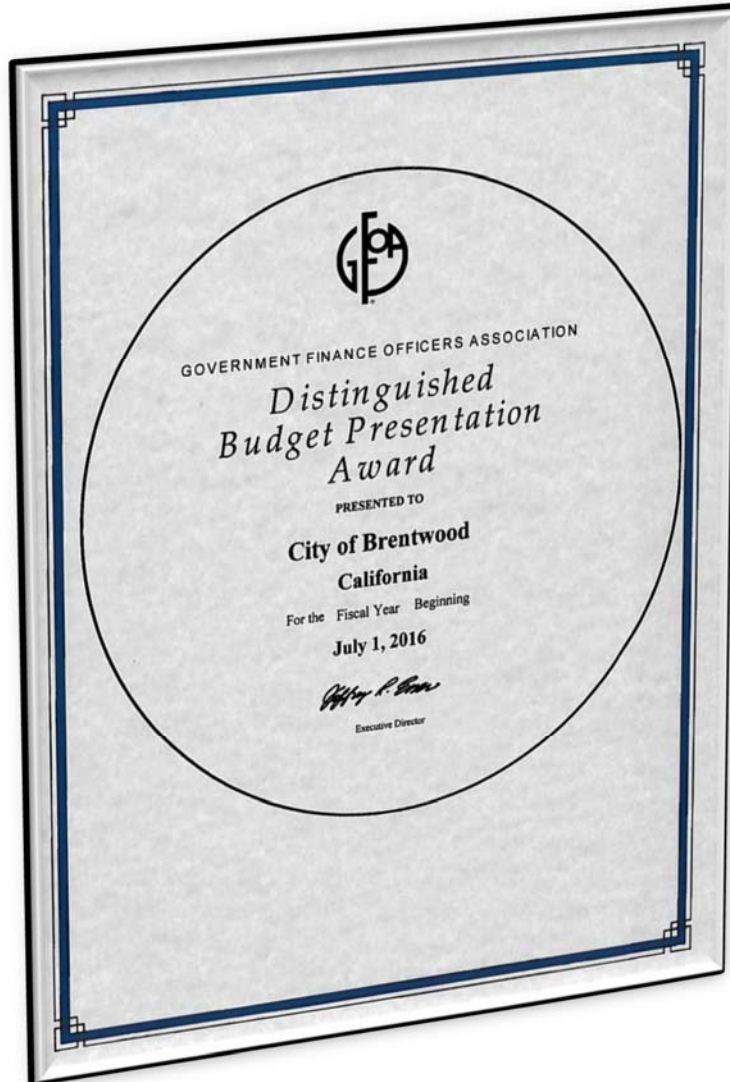 GFOA
GOVERNMENT FINANCE OFFICERS ASSOCIATION
Distinguished
Budget Presentation
Award
PRESENTED TO
City of Brentwood
California
For the Fiscal Year Beginning
July 1, 2016
Executive Director